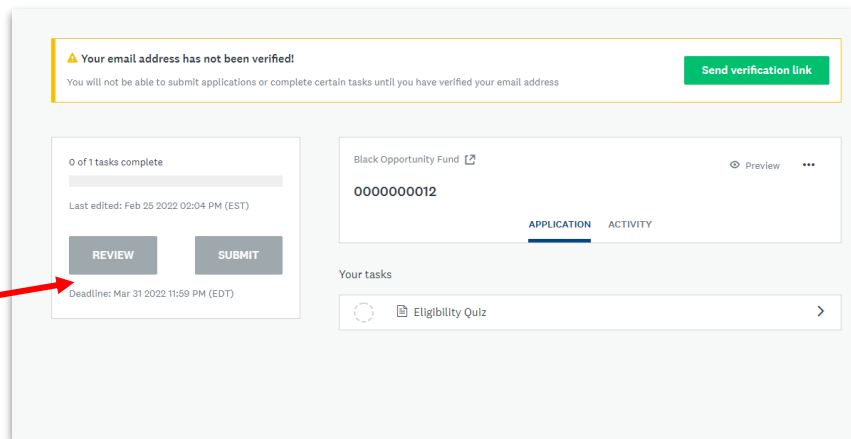 Your email address has not been verified!
You will not be able to submit applications or complete certain tasks until you have verified your email address
Send verification link
0 of 1 tasks complete
Last edited: Feb 25 2022 02:04 PM (EST)
REVIEW
SUBMIT
Deadline: Mar 31 2022 11:59 PM (EDT)
Black Opportunity Fund
Preview
0000000012
APPLICATION
ACTIVITY
Your tasks
Eligibility Quiz